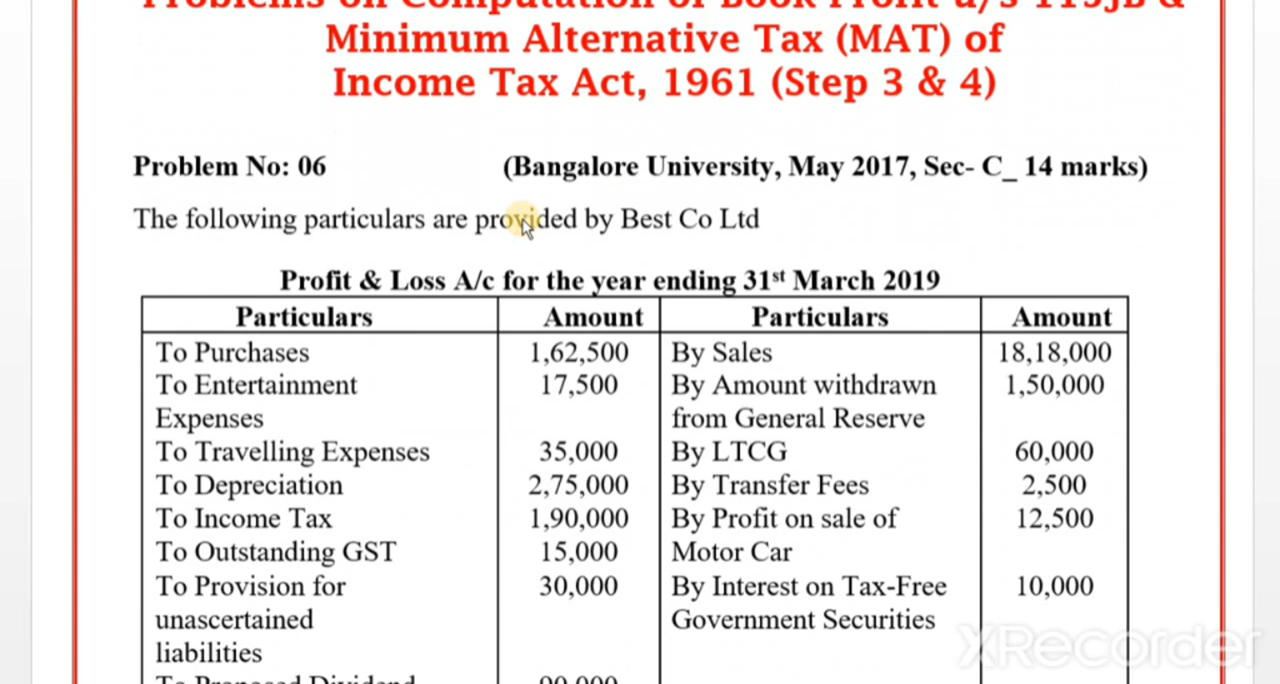 Minimum Alternative Tax (MAT) of
Income Tax Act, 1961 (Step 3 & 4)
Problem No: 06 (Bangalore University, May 2017, Sec- C_ 14 marks)
The following particulars are provided by Best Co Ltd
Profit & Loss A/c for the year ending 31st March 2019
Particulars Amount Particulars Amount
To Purchases 1,62,500 By Sales 18,18,000
To Entertainment 17,500 By Amount withdrawn 1,50,000
Expenses from General Reserve
To Travelling Expenses 35,000 By LTCG 60,000
To Depreciation 2,75,000 By Transfer Fees 2,500
To Income Tax 1,90,000 By Profit on sale of 12,500
To Outstanding GST 15,000 Motor Car
To Provision for 30,000 By Interest on Tax-Free 10,000
unascertained Government Securities
liabilities
XRecorder